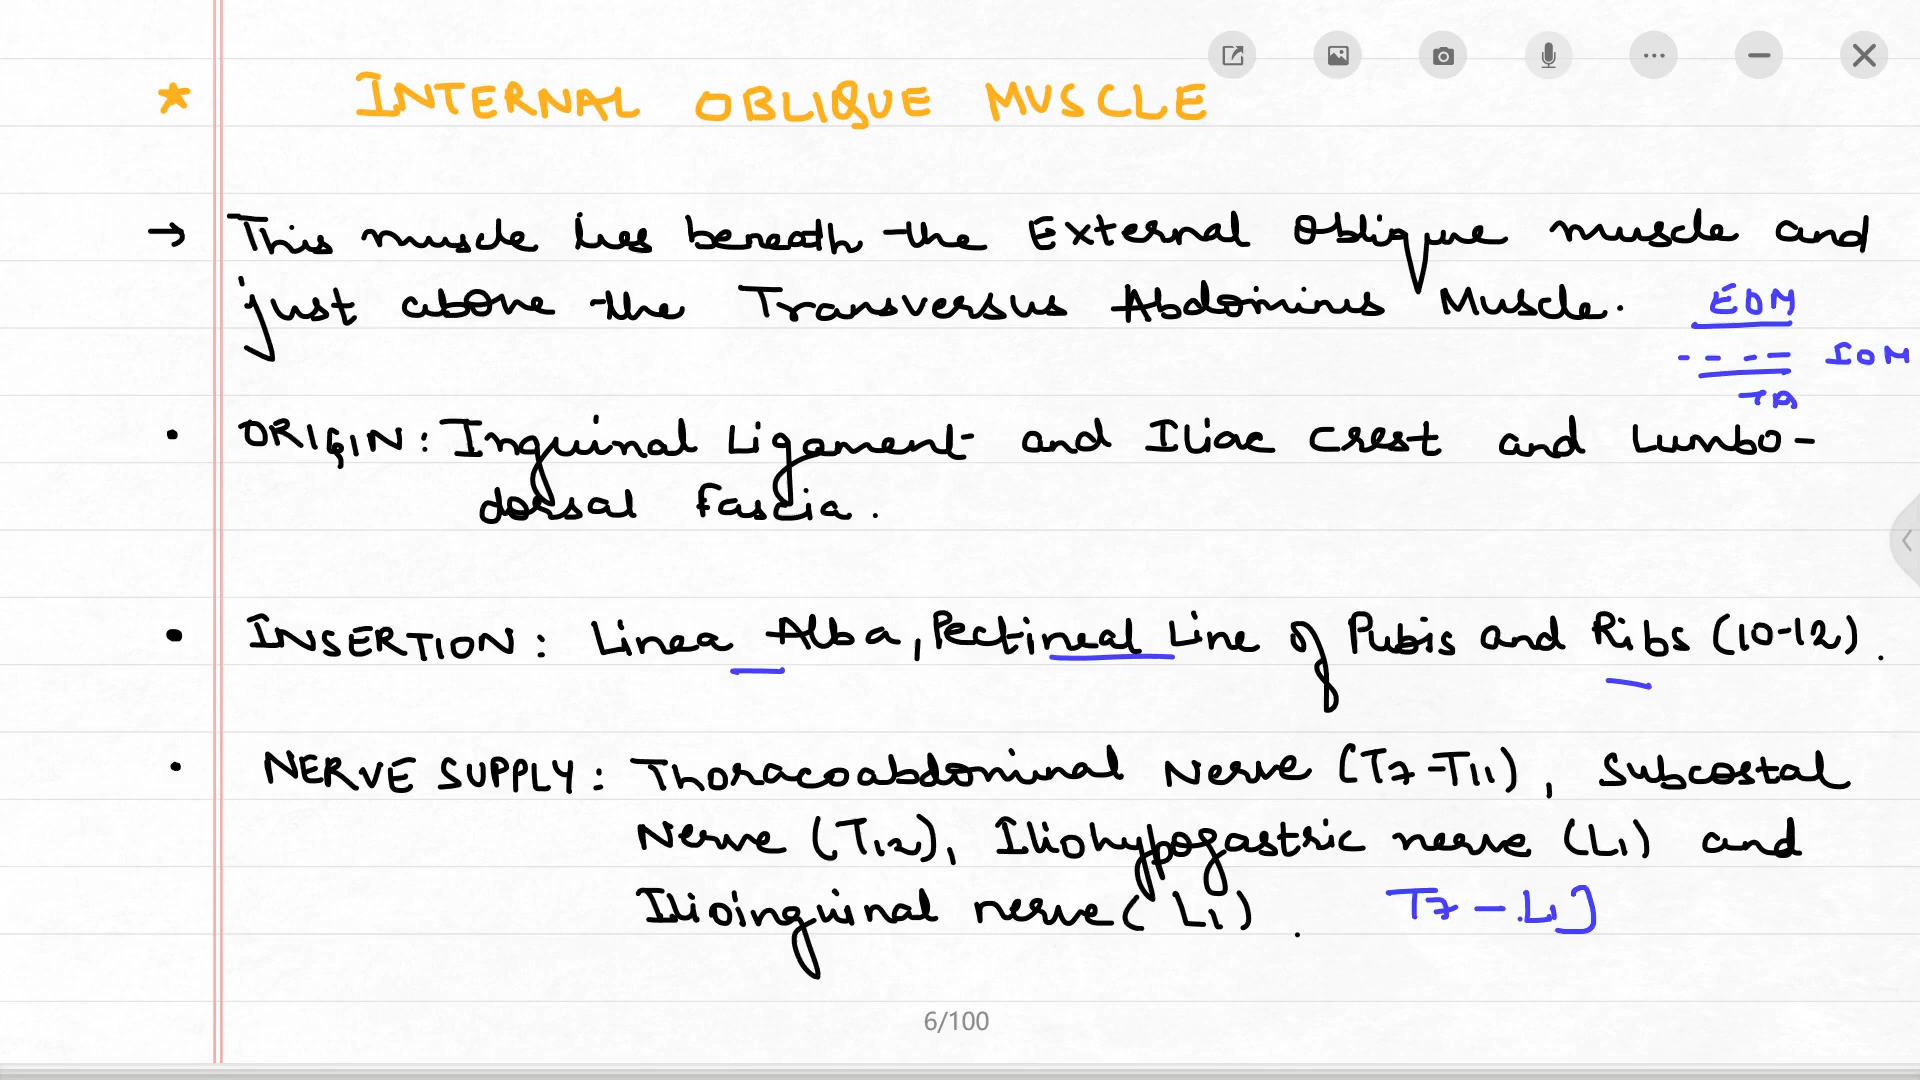 ★ INTERNAL OBLIQUE MUSCLE
→ This muscle lies beneath the External Oblique muscle and
just above the Transversus Abdominis Muscle.
EOM
IOM
TA
• ORIGIN: Inguinal Ligament and Iliac Crest and Lumbo-
dorsal Fascia.
• INSERTION: Linea Alba, Pectineal Line of Pubis and Ribs (10-12).
• NERVE SUPPLY: Thoracoabdominal Nerve (T7-T11), Subcostal
Nerve (T12), Iliohypogastric nerve (L1) and
Ilioinguinal nerve (L1).
T7-L1]
6/100